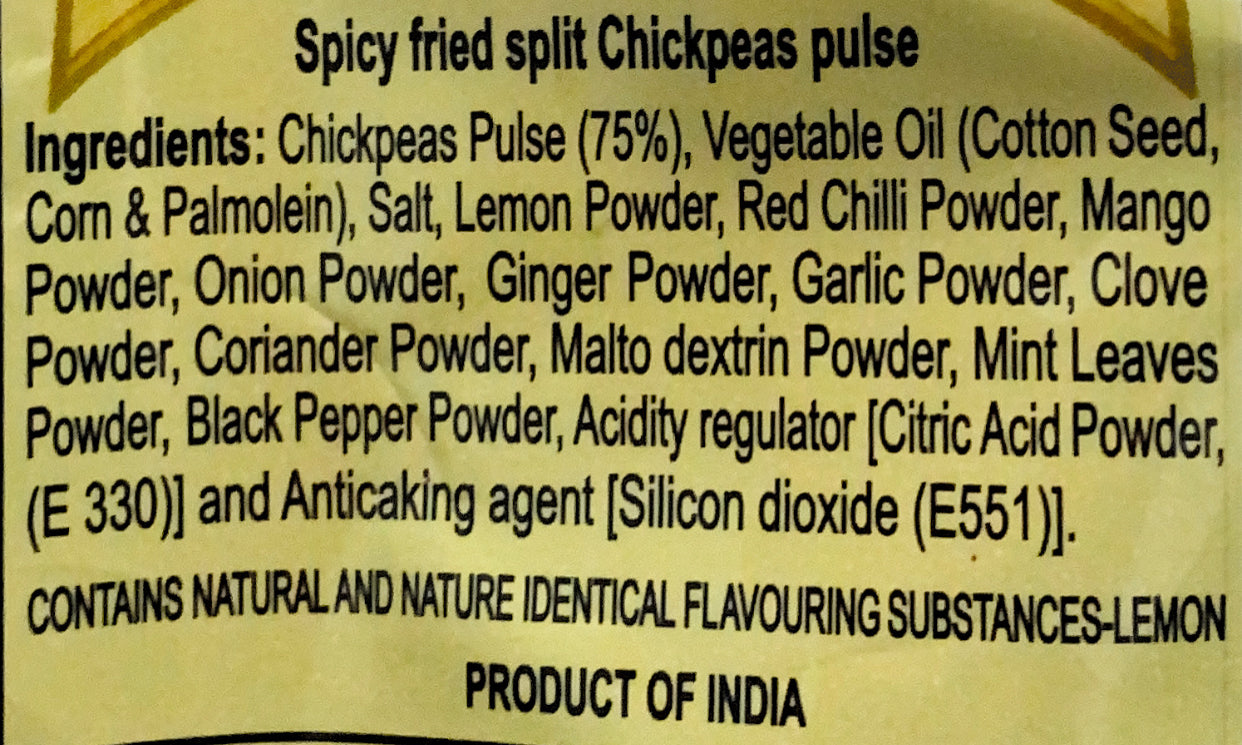 Spicy fried split Chickpeas pulse
Ingredients: Chickpeas Pulse (75%), Vegetable Oil (Cotton Seed,
Corn & Palmolein), Salt, Lemon Powder, Red Chilli Powder, Mango
Powder, Onion Powder, Ginger Powder, Garlic Powder, Clove
Powder, Coriander Powder, Malto dextrin Powder, Mint Leaves
Powder, Black Pepper Powder, Acidity regulator [Citric Acid Powder,
(E 330)] and Anticaking agent [Silicon dioxide (E551)].
CONTAINS NATURAL AND NATURE IDENTICAL FLAVOURING SUBSTANCES-LEMON
PRODUCT OF INDIA